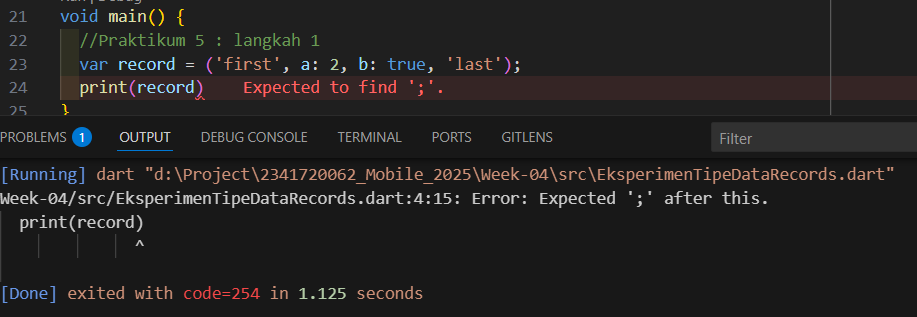 21 void main() {
22 //Praktikum 5 : langkah 1
23 var record = ('first', a: 2, b: true, 'last');
24 print(record) Expected to find ';'.
25 }
PROBLEMS 1 OUTPUT DEBUG CONSOLE TERMINAL PORTS GITLENS Filter
[Running] dart "d:\Project\2341720062_Mobile_2025\Week-04\src\EksperimenTipeDataRecords.dart"
Week-04/src/EksperimenTipeDataRecords.dart:4:15: Error: Expected ';' after this.
print(record)
^
[Done] exited with code=254 in 1.125 seconds